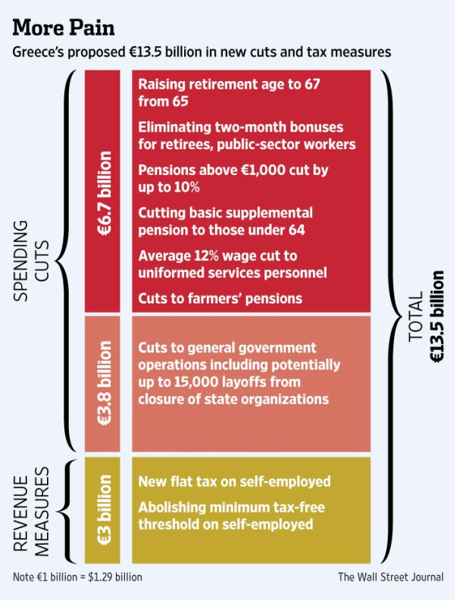 More Pain
Greece's proposed €13.5 billion in new cuts and tax measures
SPENDING
CUTS
€6.7 billion
Raising retirement age to 67
from 65
Eliminating two-month bonuses
for retirees, public-sector workers
Pensions above €1,000 cut by
up to 10%
Cutting basic supplemental
pension to those under 64
Average 12% wage cut to
uniformed services personnel
Cuts to farmers' pensions
€3.8 billion
Cuts to general government
operations including potentially
up to 15,000 layoffs from
closure of state organizations
REVENUE
MEASURES
€3 billion
New flat tax on self-employed
Abolishing minimum tax-free
threshold on self-employed
TOTAL
€13.5 billion
Note €1 billion = $1.29 billion
The Wall Street Journal